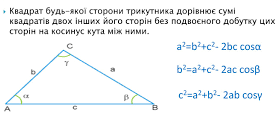 Квадрат будь-якої сторони трикутника дорівнює сумі
квадратів двох інших його сторін без подвоєного добутку цих
сторін на косинус кута між ними.
C
γ
b
a
α
β
A
c
B
a²=b²+c²- 2bc cosα
b²=a²+c²- 2ac cosβ
c²=a²+b²- 2ab cosγ